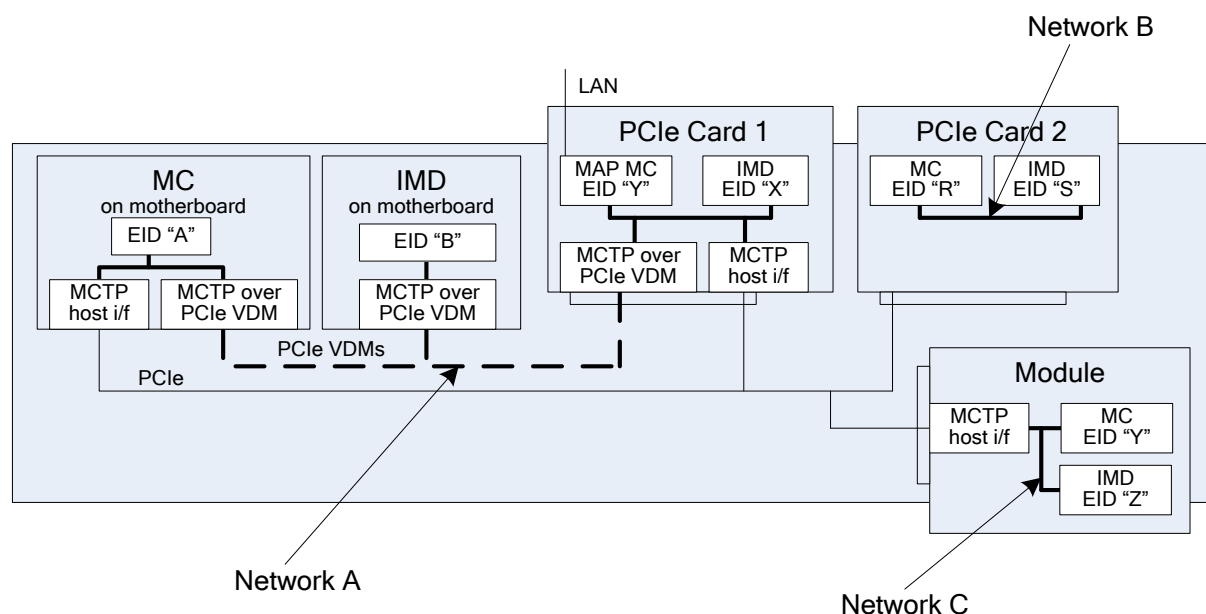 Network B
LAN
PCIe Card 1
PCIe Card 2
MAP MC
EID “Y”
IMD
EID “X”
MC
EID “R”
IMD
EID “S”
MC
on motherboard
IMD
on motherboard
EID “A”
EID “B”
MCTP
host i/f
MCTP over
PCIe VDM
MCTP over
PCIe VDM
MCTP over
PCIe VDM
MCTP
host i/f
PCIe VDMs
PCIe
Module
MCTP
host i/f
MC
EID “Y”
IMD
EID “Z”
Network A
Network C